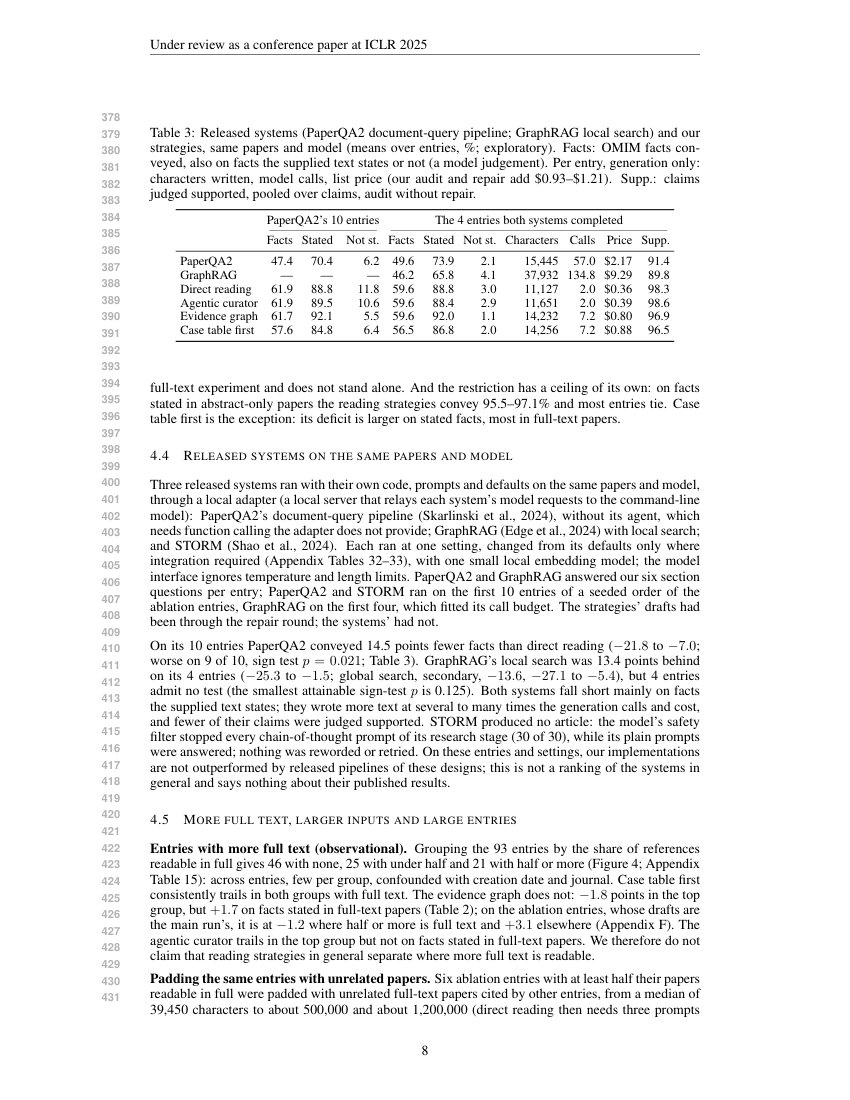 Under review as a conference paper at ICLR 2025
378
379
380
381
382
383
384
385
386
387
388
389
390
391
392
393
394
395
396
397
398
399
400
401
402
403
404
405
406
407
408
409
410
411
412
413
414
415
416
417
418
419
420
421
422
423
424
425
426
427
428
429
430
431
Table 3: Released systems (PaperQA2 document-query pipeline; GraphRAG local search) and our
strategies, same papers and model (means over entries, %; exploratory). Facts: OMIM facts con-
veyed, also on facts the supplied text states or not (a model judgement). Per entry, generation only:
characters written, model calls, list price (our audit and repair add $0.93–$1.21). Supp.: claims
judged supported, pooled over claims, audit without repair.
PaperQA2's 10 entries The 4 entries both systems completed
Facts Stated Not st. Facts Stated Not st. Characters Calls Price Supp.
PaperQA2 47.4 70.4 6.2 49.6 73.9 2.1 15,445 57.0 $2.17 91.4
GraphRAG — — — 46.2 65.8 4.1 37,932 134.8 $9.29 89.8
Direct reading 61.9 88.8 11.8 59.6 88.8 3.0 11,127 2.0 $0.36 98.3
Agentic curator 61.9 89.5 10.6 59.6 88.4 2.9 11,651 2.0 $0.39 98.6
Evidence graph 61.7 92.1 5.5 59.6 92.0 1.1 14,232 7.2 $0.80 96.9
Case table first 57.6 84.8 6.4 56.5 86.8 2.0 14,256 7.2 $0.88 96.5
full-text experiment and does not stand alone. And the restriction has a ceiling of its own: on facts
stated in abstract-only papers the reading strategies convey 95.5–97.1% and most entries tie. Case
table first is the exception: its deficit is larger on stated facts, most in full-text papers.
4.4 RELEASED SYSTEMS ON THE SAME PAPERS AND MODEL
Three released systems ran with their own code, prompts and defaults on the same papers and model,
through a local adapter (a local server that relays each system's model requests to the command-line
model): PaperQA2's document-query pipeline (Skarlinski et al., 2024), without its agent, which
needs function calling the adapter does not provide; GraphRAG (Edge et al., 2024) with local search;
and STORM (Shao et al., 2024). Each ran at one setting, changed from its defaults only where
integration required (Appendix Tables 32–33), with one small local embedding model; the model
interface ignores temperature and length limits. PaperQA2 and GraphRAG answered our six section
questions per entry; PaperQA2 and STORM ran on the first 10 entries of a seeded order of the
ablation entries, GraphRAG on the first four, which fitted its call budget. The strategies' drafts had
been through the repair round; the systems' had not.
On its 10 entries PaperQA2 conveyed 14.5 points fewer facts than direct reading (−21.8 to −7.0;
worse on 9 of 10, sign test p = 0.021; Table 3). GraphRAG's local search was 13.4 points behind
on its 4 entries (−25.3 to −1.5; global search, secondary, −13.6, −27.1 to −5.4), but 4 entries
admit no test (the smallest attainable sign-test p is 0.125). Both systems fall short mainly on facts
the supplied text states; they wrote more text at several to many times the generation calls and cost,
and fewer of their claims were judged supported. STORM produced no article: the model's safety
filter stopped every chain-of-thought prompt of its research stage (30 of 30), while its plain prompts
were answered; nothing was reworded or retried. On these entries and settings, our implementations
are not outperformed by released pipelines of these designs; this is not a ranking of the systems in
general and says nothing about their published results.
4.5 MORE FULL TEXT, LARGER INPUTS AND LARGE ENTRIES
Entries with more full text (observational). Grouping the 93 entries by the share of references
readable in full gives 46 with none, 25 with under half and 21 with half or more (Figure 4; Appendix
Table 15): across entries, few per group, confounded with creation date and journal. Case table first
consistently trails in both groups with full text. The evidence graph does not: −1.8 points in the top
group, but +1.7 on facts stated in full-text papers (Table 2); on the ablation entries, whose drafts are
the main run's, it is at −1.2 where half or more is full text and +3.1 elsewhere (Appendix F). The
agentic curator trails in the top group but not on facts stated in full-text papers. We therefore do not
claim that reading strategies in general separate where more full text is readable.
Padding the same entries with unrelated papers. Six ablation entries with at least half their papers
readable in full were padded with unrelated full-text papers cited by other entries, from a median of
39,450 characters to about 500,000 and about 1,200,000 (direct reading then needs three prompts
8